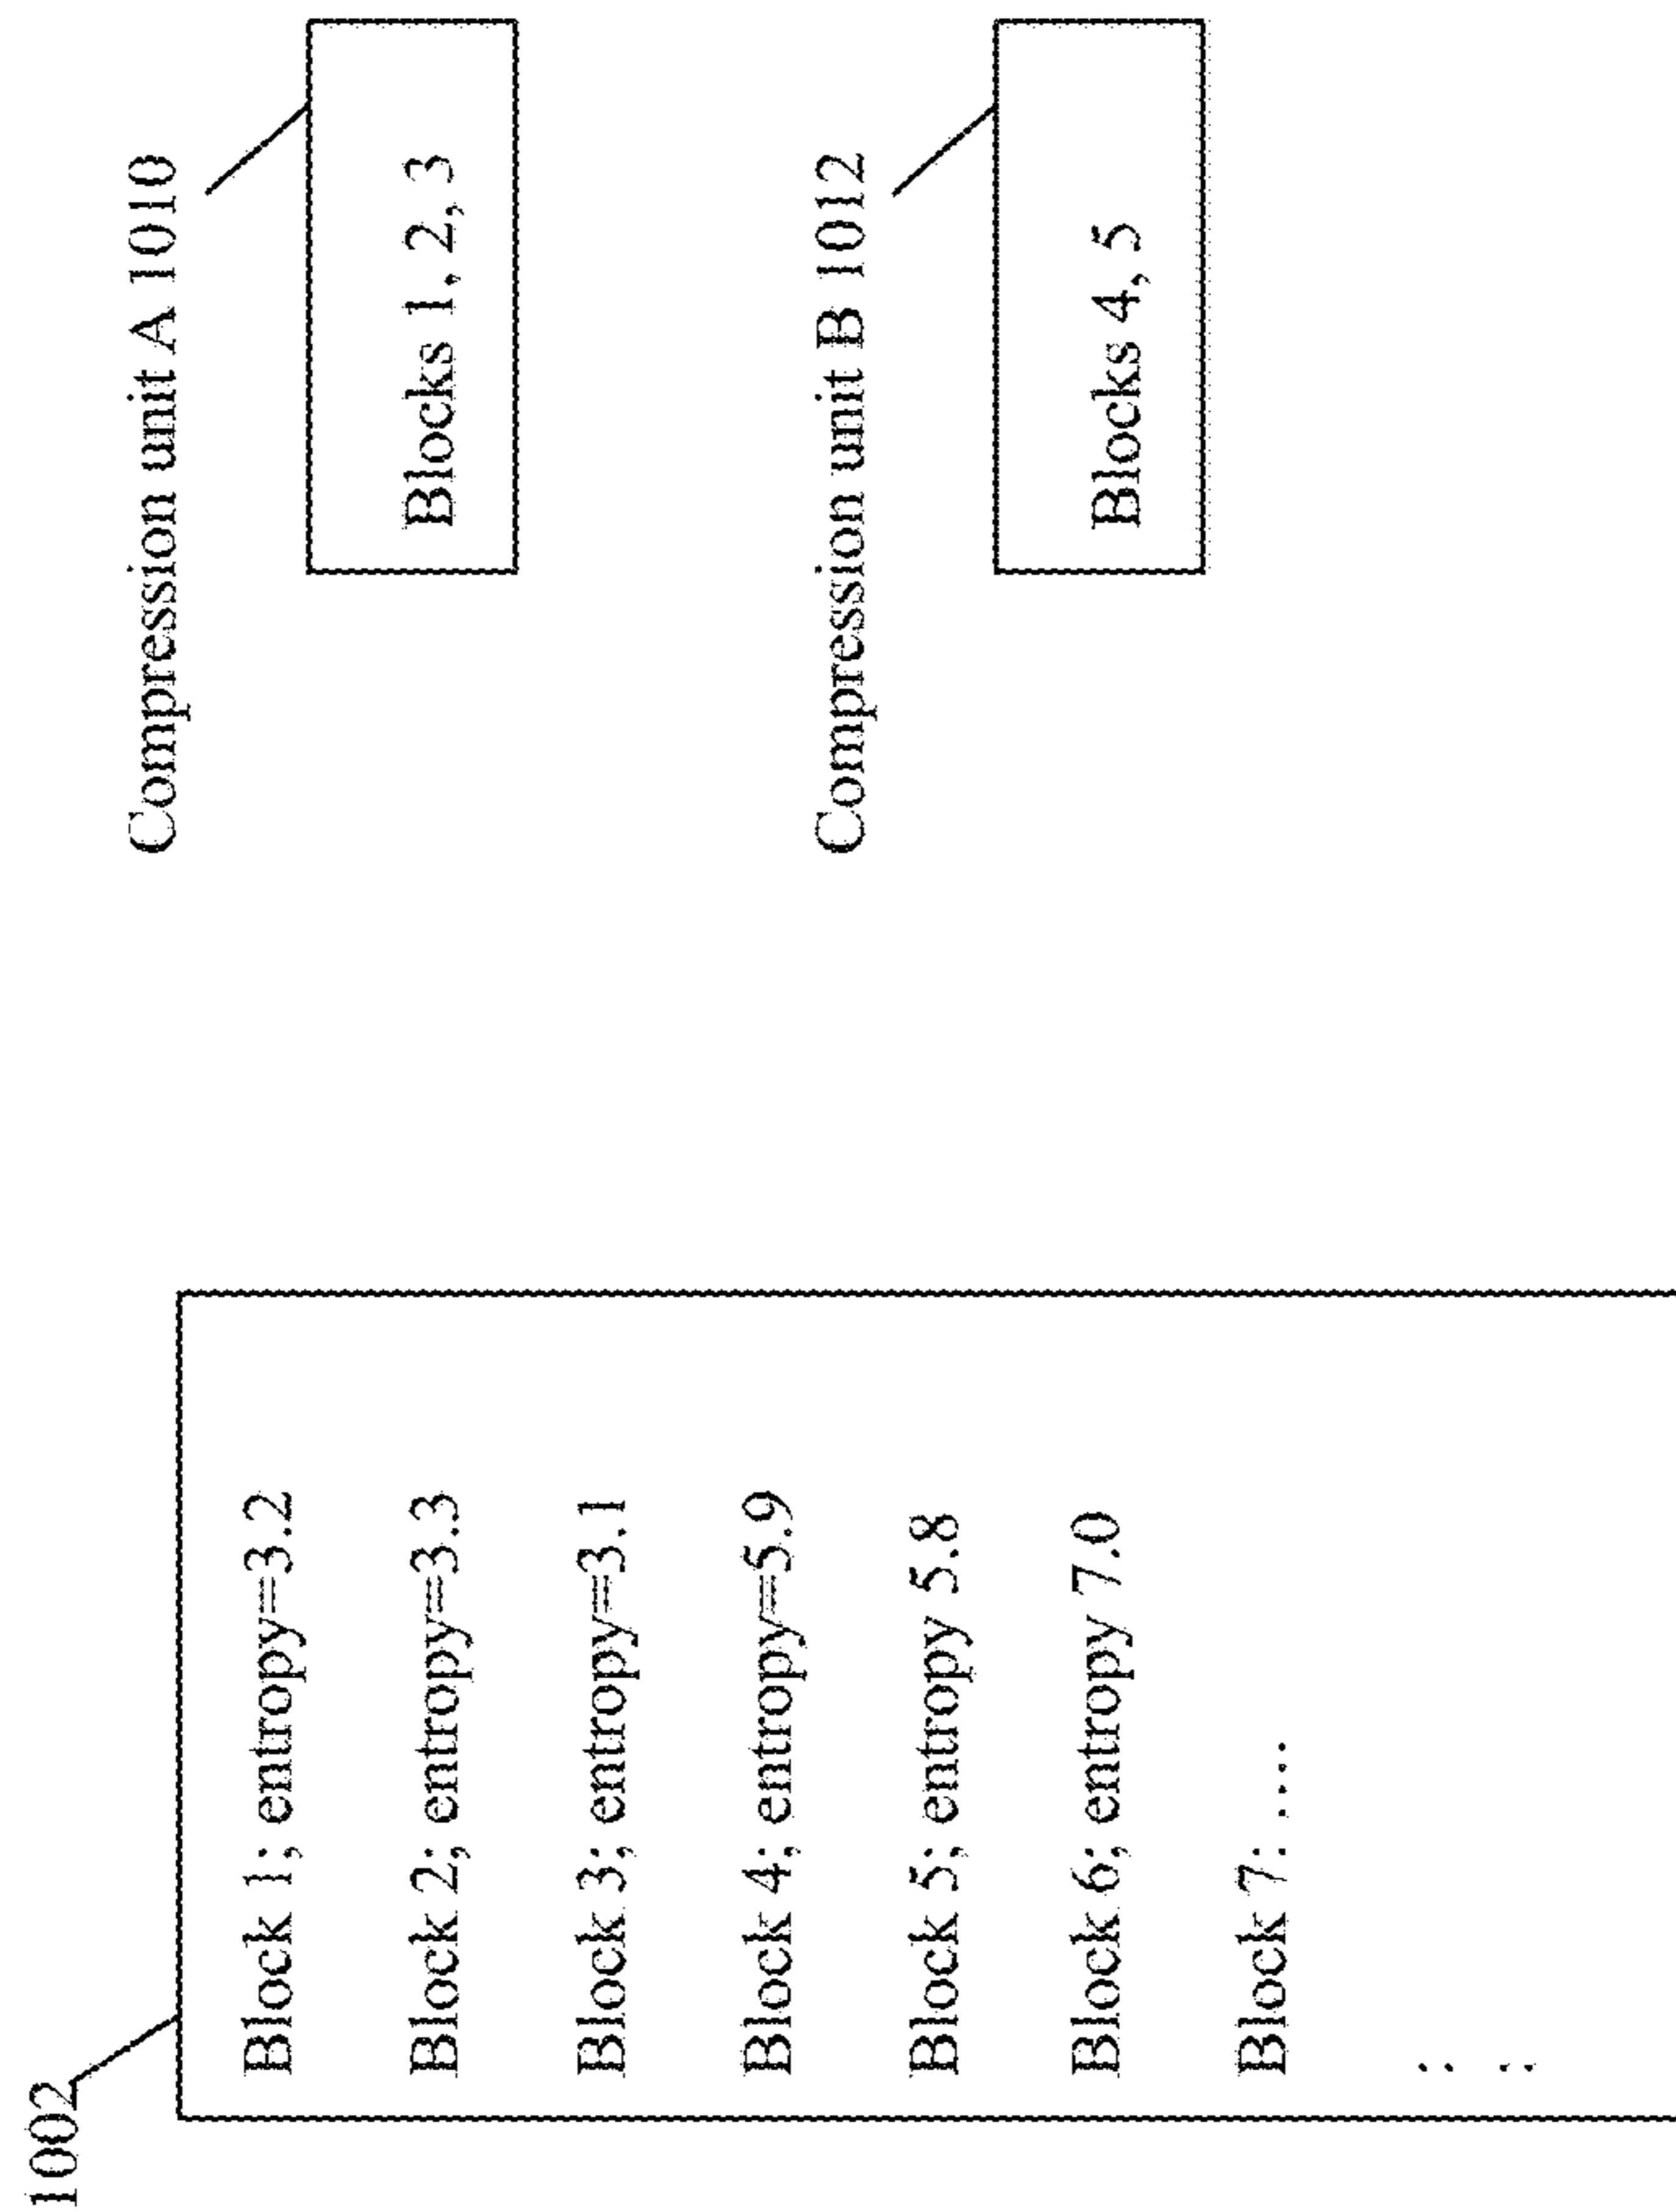 1002
Block 1; entropy=3.2
Block 2; entropy=3.3
Block 3; entropy=3.1
Block 4; entropy=5.9
Block 5; entropy 5.8
Block 6; entropy 7.0
Block 7: ....
:
:
Compression unit A 1010
Blocks 1, 2, 3
Compression unit B 1012
Blocks 4, 5